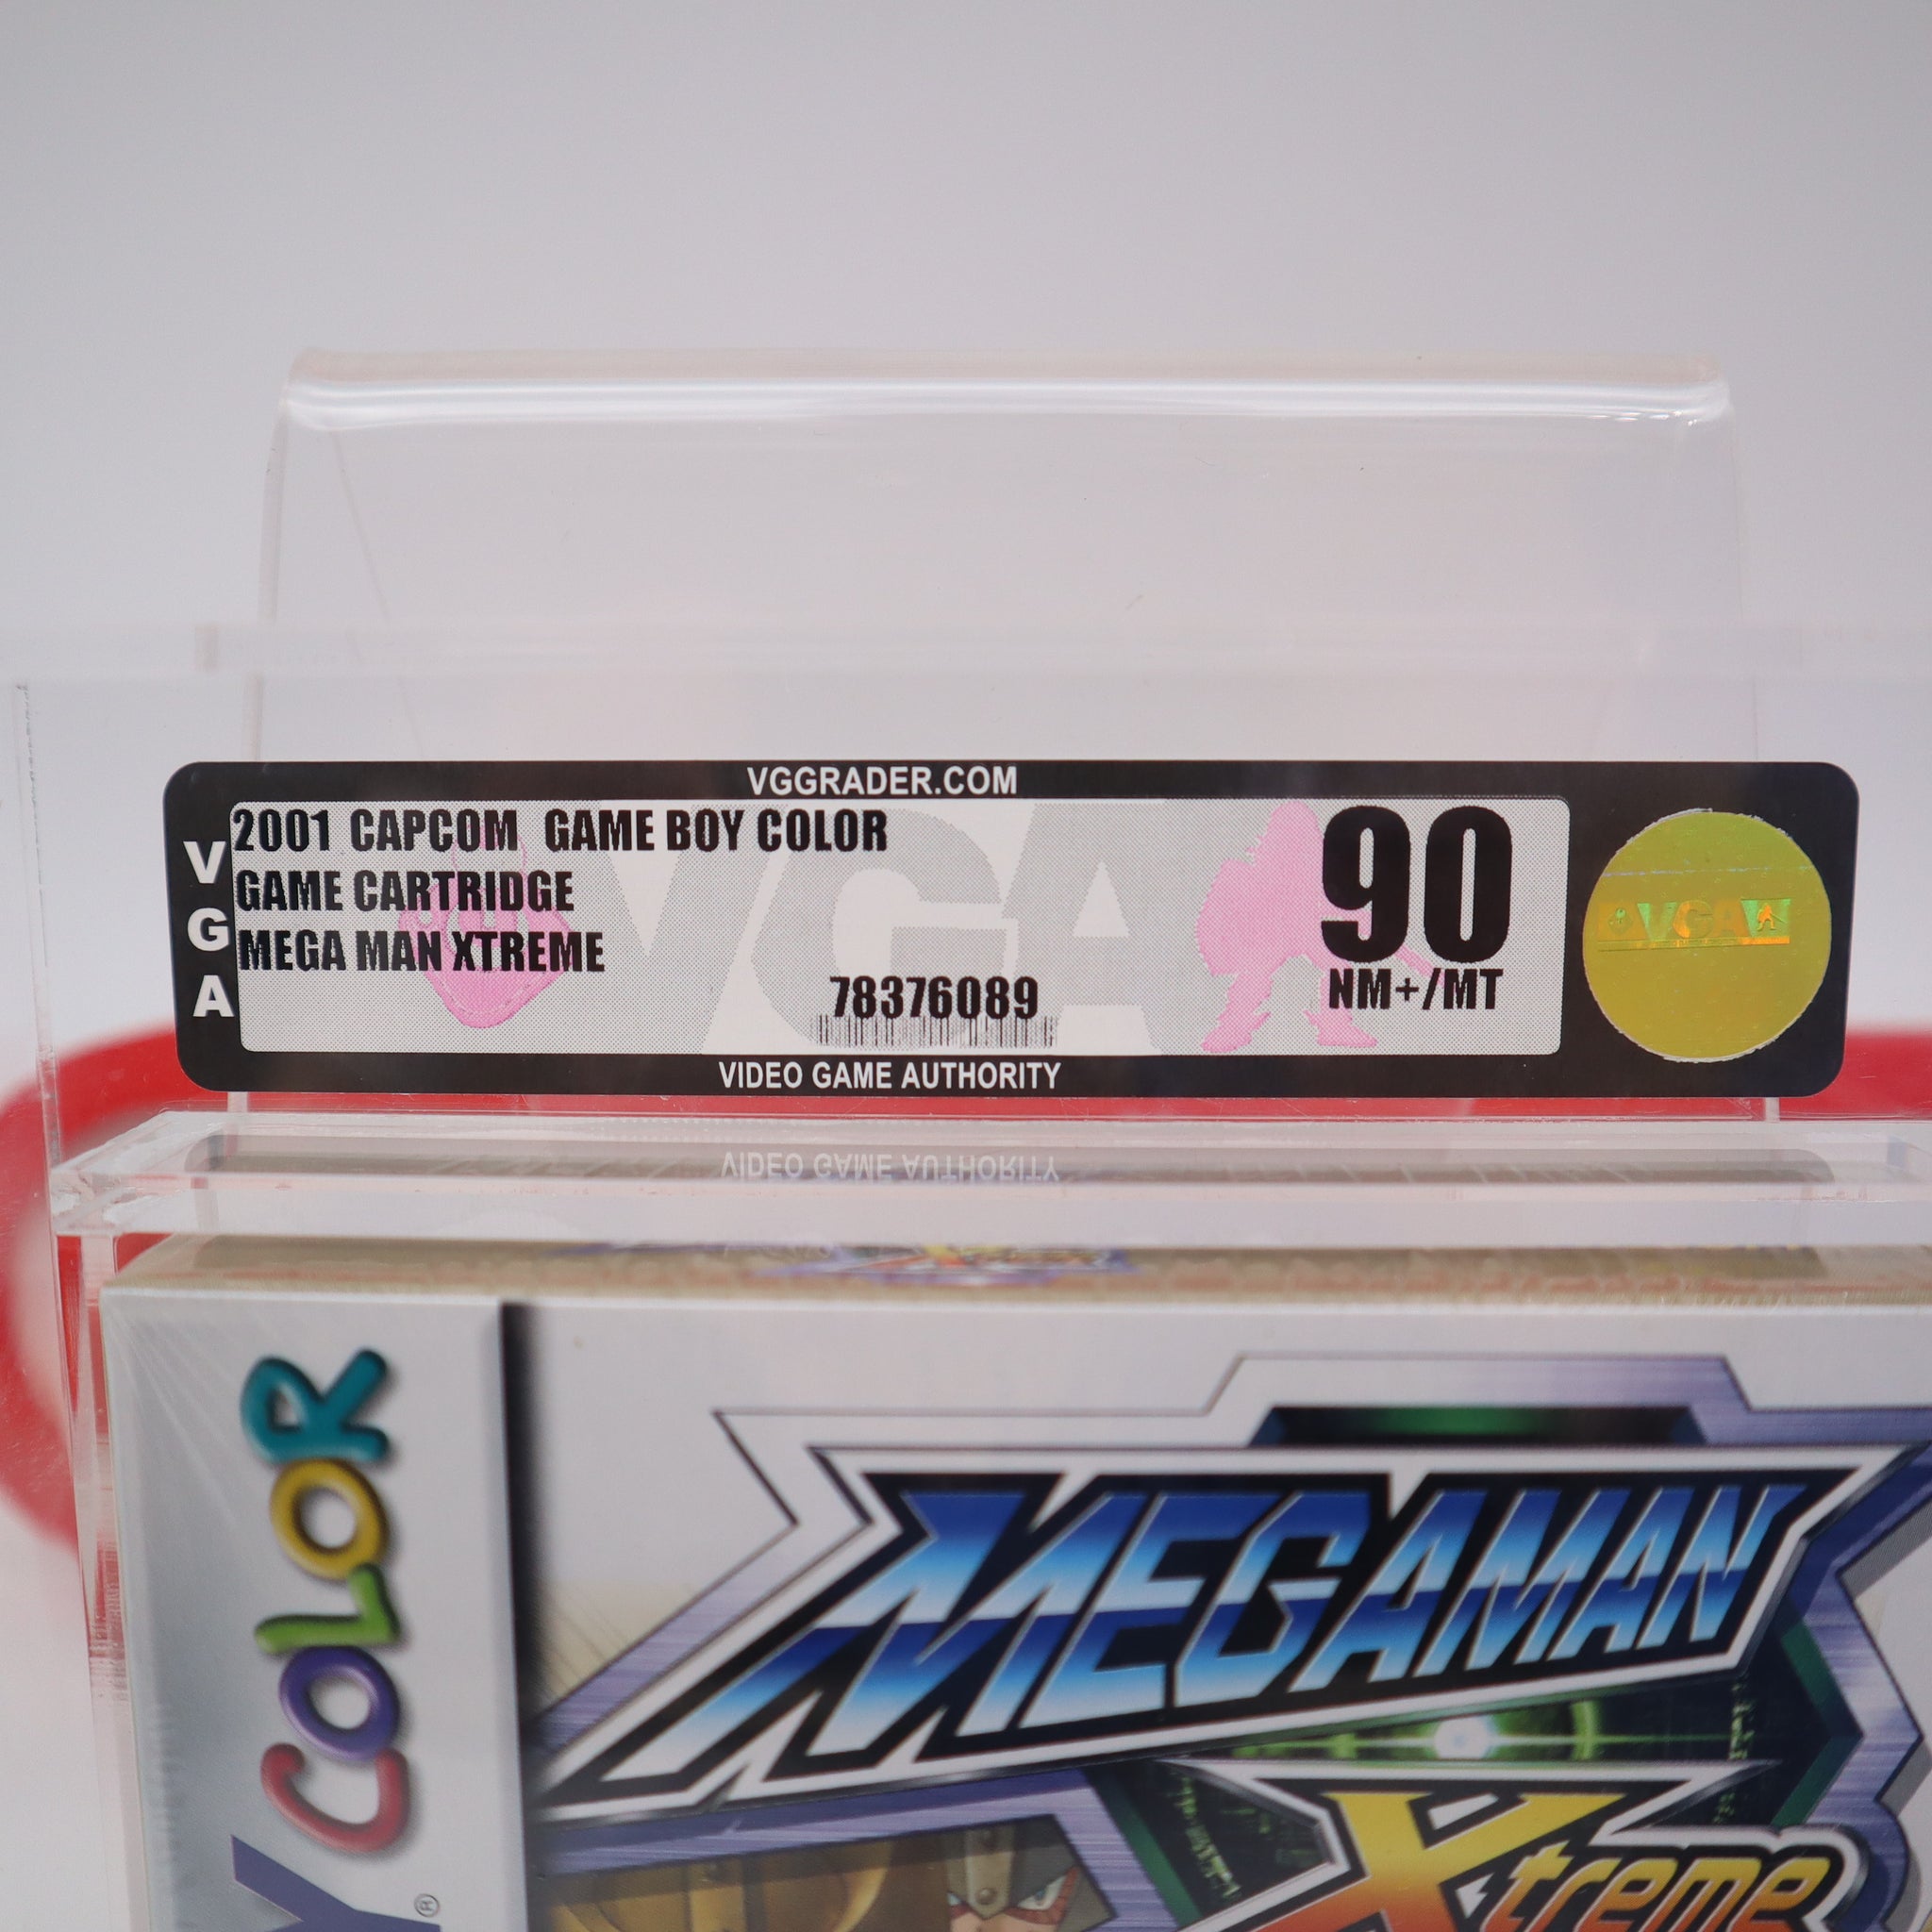 VGGRADER.COM
VGA
2001 CAPCOM GAME BOY COLOR
GAME CARTRIDGE
MEGA MAN XTREME
78376089
90
NM+/MT
VGA
VGA
VIDEO GAME AUTHORITY
VIDEO GAME AUTHORITY
COLOR
®
MEGAMAN
Xtreme